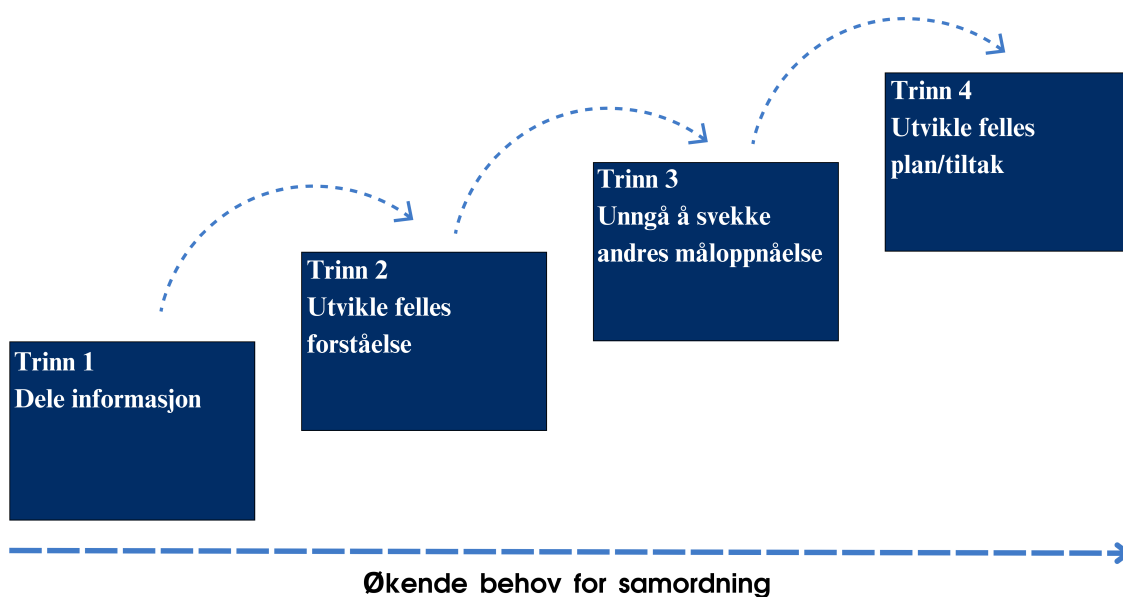 Trinn 1
Dele informasjon
Trinn 2
Utvikle felles
forståelse
Trinn 3
Unngå å svekke
andres måloppnåelse
Trinn 4
Utvikle felles
plan/tiltak
Økende behov for samordning